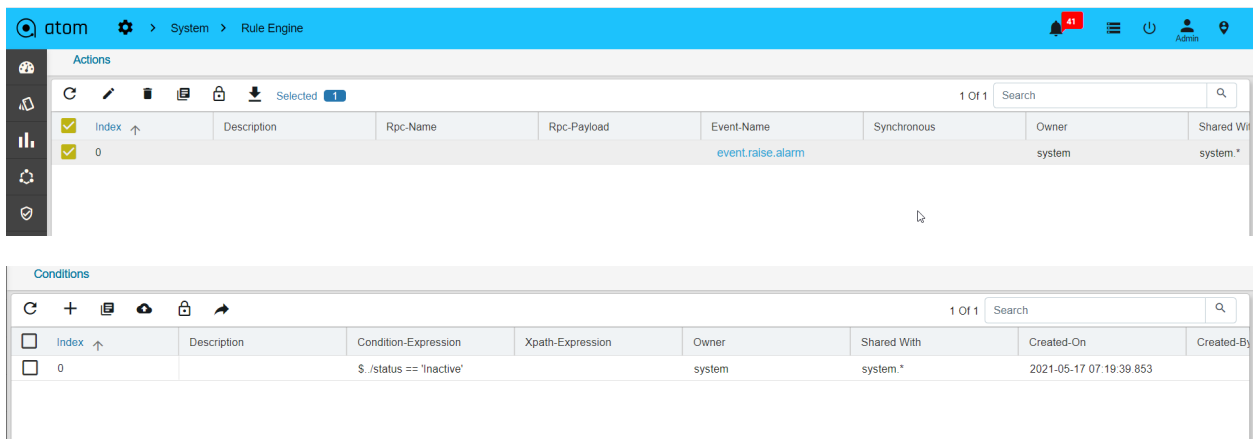 atom > System > Rule Engine 41 Admin
Actions
Selected 1 1 Of 1 Search
Index Description Rpc-Name Rpc-Payload Event-Name Synchronous Owner Shared Wit
0 event.raise.alarm system system.*
Conditions
1 Of 1 Search
Index Description Condition-Expression Xpath-Expression Owner Shared With Created-On Created-By
0 $../status == 'Inactive' system system.* 2021-05-17 07:19:39.853